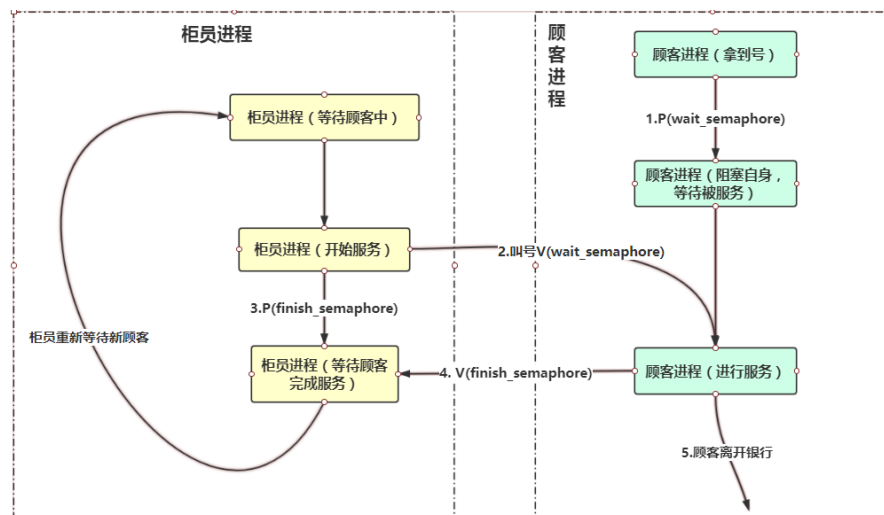 柜员进程
顾
客
进
程
顾客进程（拿到号）
1.P(wait_semaphore)
柜员进程（等待顾客中）
顾客进程（阻塞自身，
等待被服务）
柜员进程（开始服务）
2.叫号V(wait_semaphore)
3.P(finish_semaphore)
柜员重新等待新顾客
柜员进程（等待顾客
完成服务）
4. V(finish_semaphore)
顾客进程（进行服务）
5.顾客离开银行